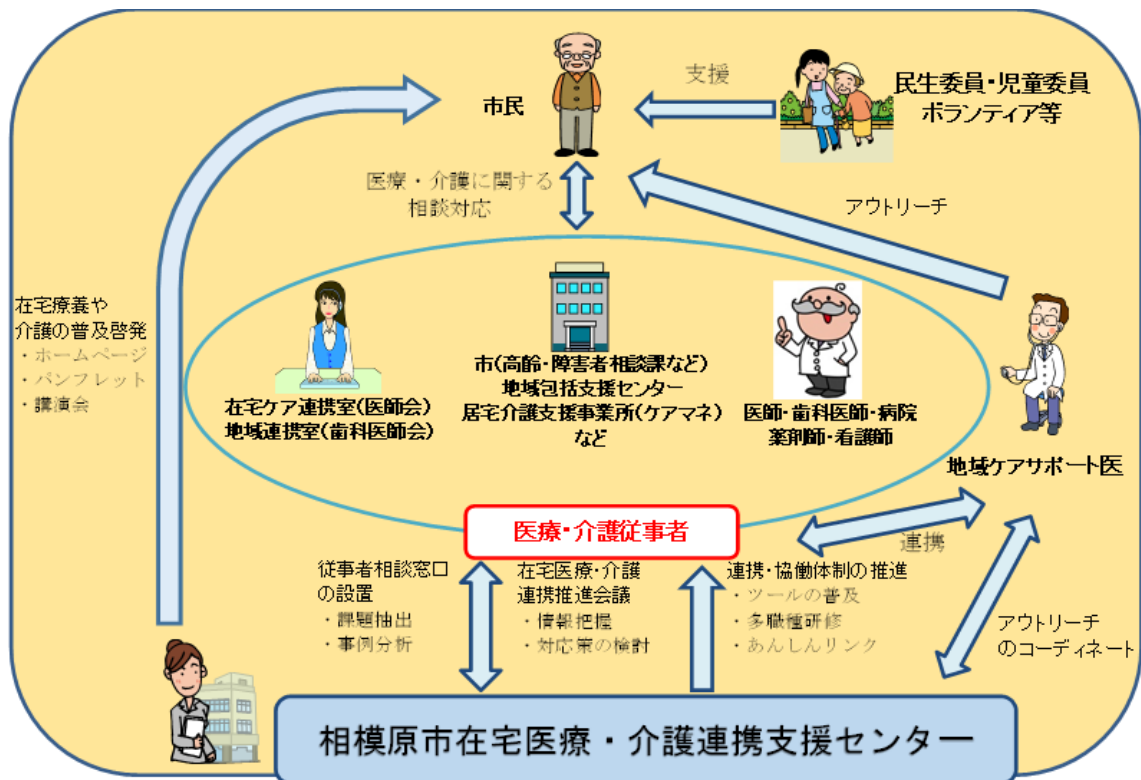 支援
民生委員・児童委員
ボランティア等
市民
医療・介護に関する
相談対応
アウトリーチ
在宅療養や
介護の普及啓発
・ホームページ
・パンフレット
・講演会
在宅ケア連携室(医師会)
地域連携室(歯科医師会)
市(高齢・障害者相談課など)
地域包括支援センター
居宅介護支援事業所(ケアマネ)
など
医師・歯科医師・病院
薬剤師・看護師
地域ケアサポート医
医療・介護従事者
連携
従事者相談窓口
の設置
・課題抽出
・事例分析
在宅医療・介護
連携推進会議
・情報把握
・対応策の検討
連携・協働体制の推進
・ツールの普及
・多職種研修
・あんしんリンク
アウトリーチ
のコーディネート
相模原市在宅医療・介護連携支援センター